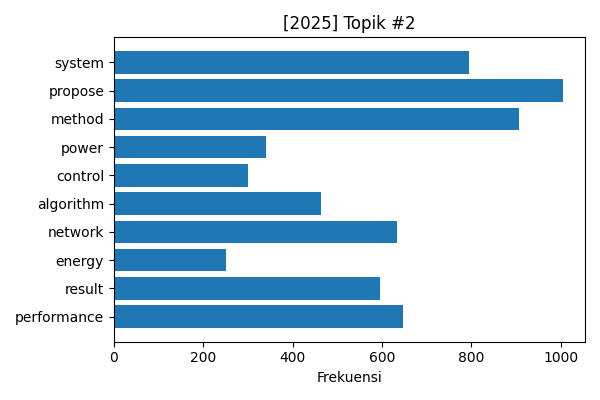 [2025] Topik #2
system
propose
method
power
control
algorithm
network
energy
result
performance
0 200 400 600 800 1000
Frekuensi